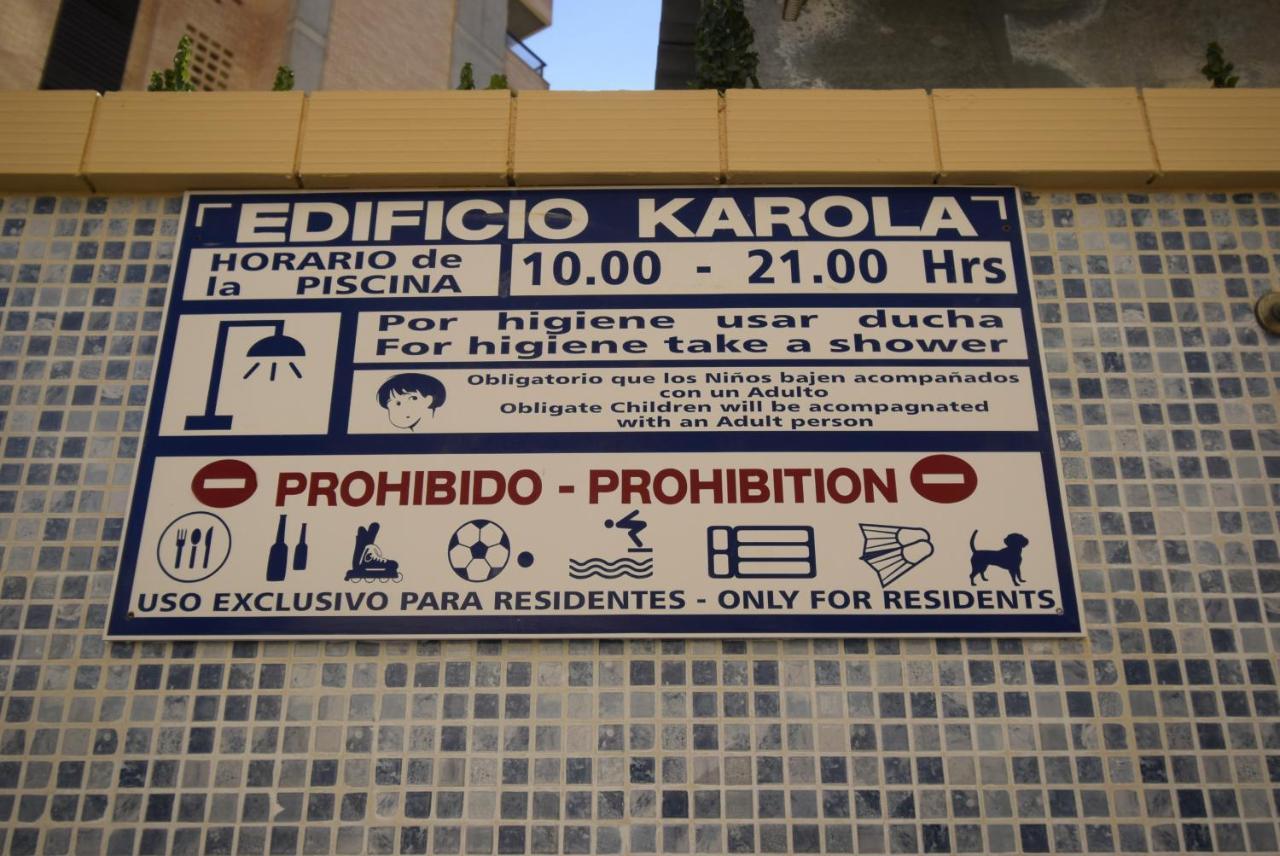 EDIFICIO KAROLA
HORARIO de
la PISCINA
10.00 - 21.00 Hrs
Por higiene usar ducha
For higiene take a shower
Obligatorio que los Niños bajen acompañados
con un Adulto
Obligate Children will be acompagnated
with an Adult person
PROHIBIDO - PROHIBITION
USO EXCLUSIVO PARA RESIDENTES - ONLY FOR RESIDENTS